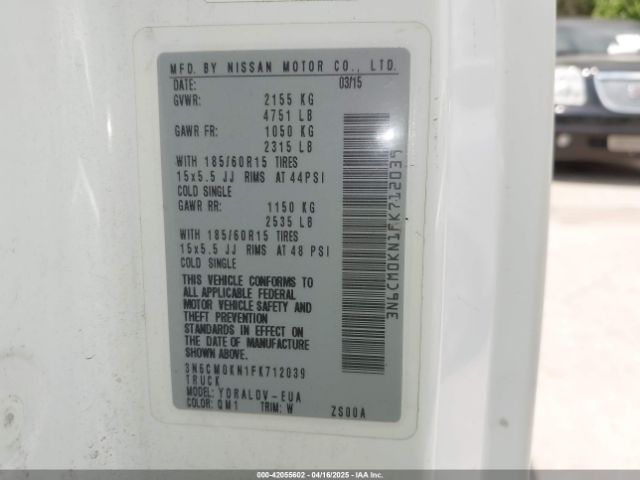 MFD. BY NISSAN MOTOR CO., LTD.
DATE: 03/15
GVWR: 2155 KG
4751 LB
GAWR FR: 1050 KG
2315 LB
WITH 185/60R15 TIRES
15x5.5 JJ RIMS AT 44PSI
COLD SINGLE
GAWR RR: 1150 KG
2535 LB
WITH 185/60R15 TIRES
15x5.5 JJ RIMS AT 48 PSI
COLD SINGLE
THIS VEHICLE CONFORMS TO
ALL APPLICABLE FEDERAL
MOTOR VEHICLE SAFETY AND
THEFT PREVENTION
STANDARDS IN EFFECT ON
THE DATE OF MANUFACTURE
SHOWN ABOVE.
3N6CM0KN1FK712039
TRUCK
MODEL: YDRALDV-EUA
COLOR: QM1 TRIM: W ZS00A
3N6CM0KN1FK712039
000-42055602 - 04/16/2025 - IAA